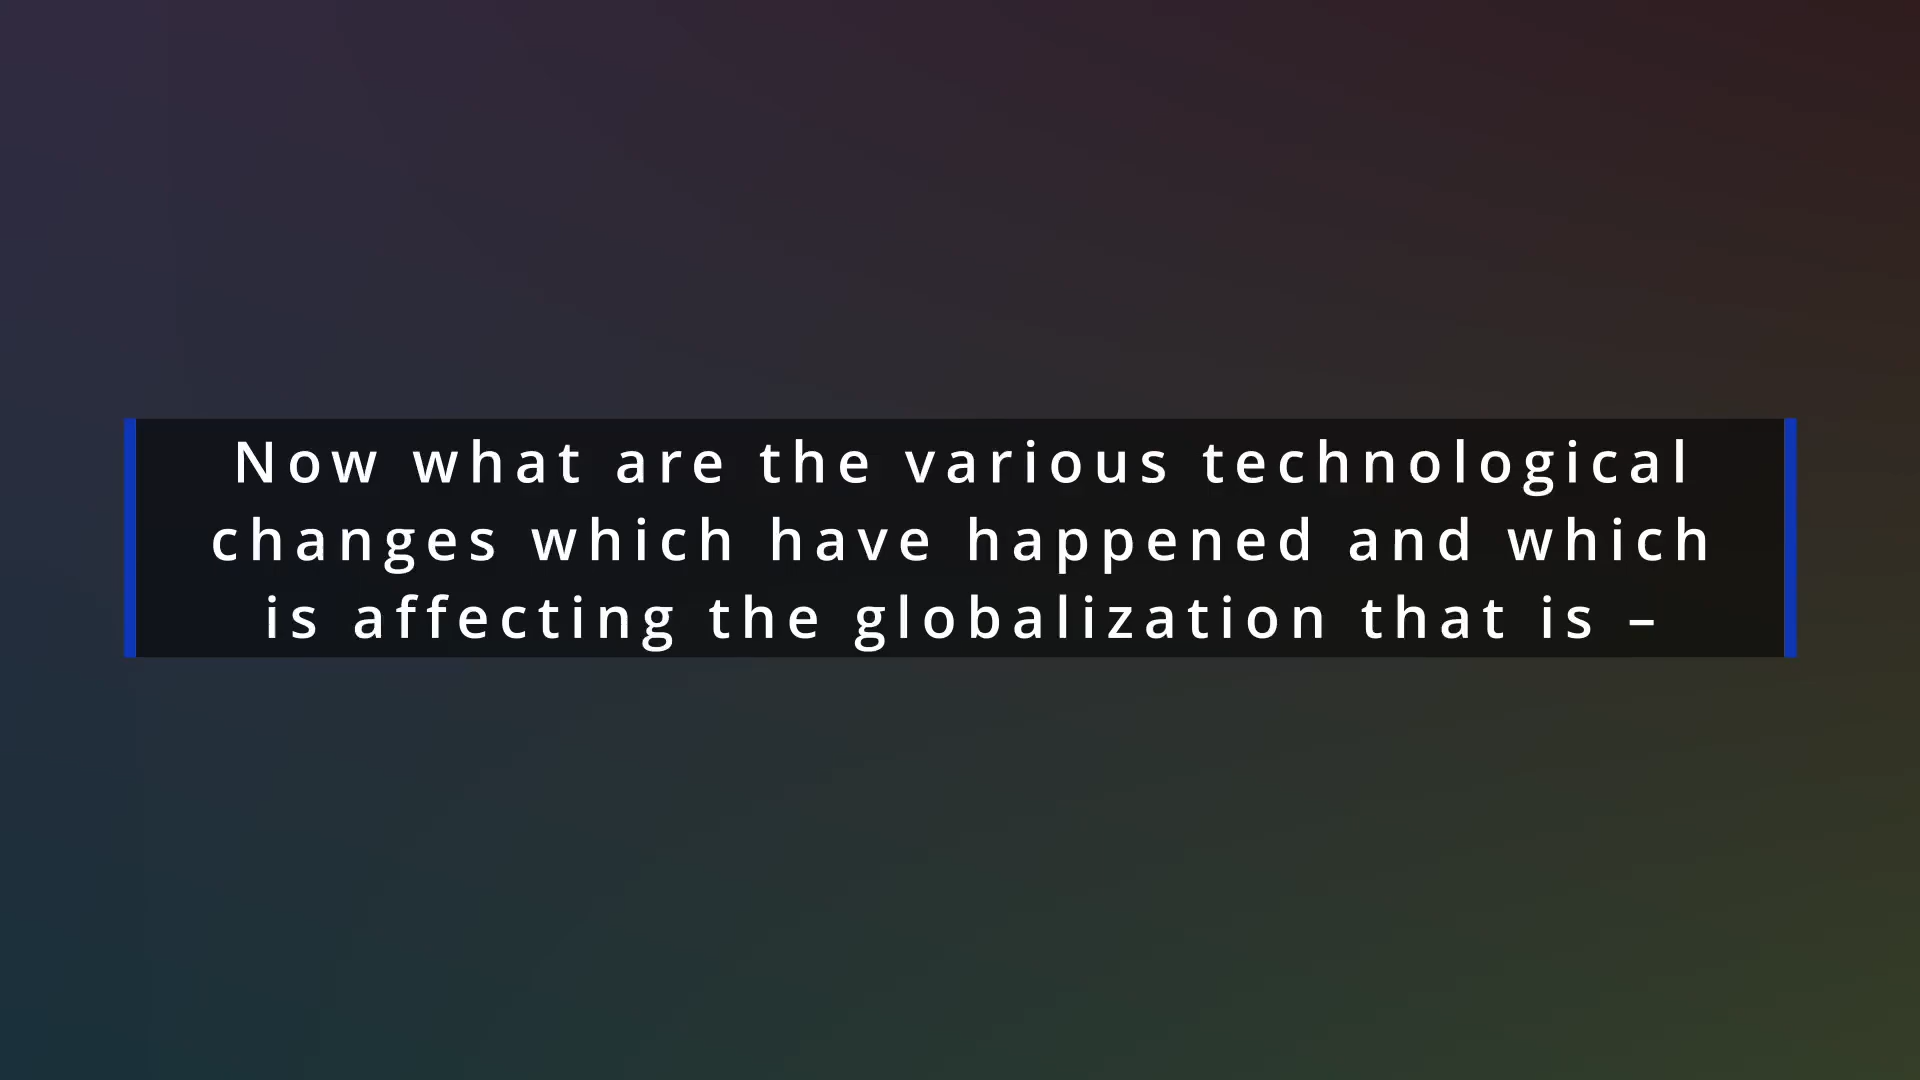 Now what are the various technological
changes which have happened and which
is affecting the globalization that is –